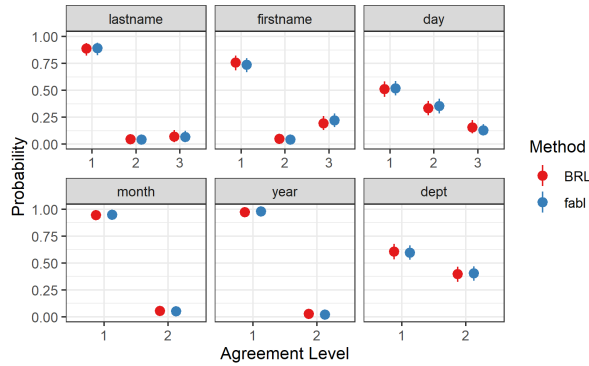 lastname
firstname
day
1.00
0.75
0.50
0.25
0.00
1 2 3
1 2 3
1 2 3
month
year
dept
1.00
0.75
0.50
0.25
0.00
1 2
1 2
1 2
Probability
Agreement Level
Method
BRL
fabl